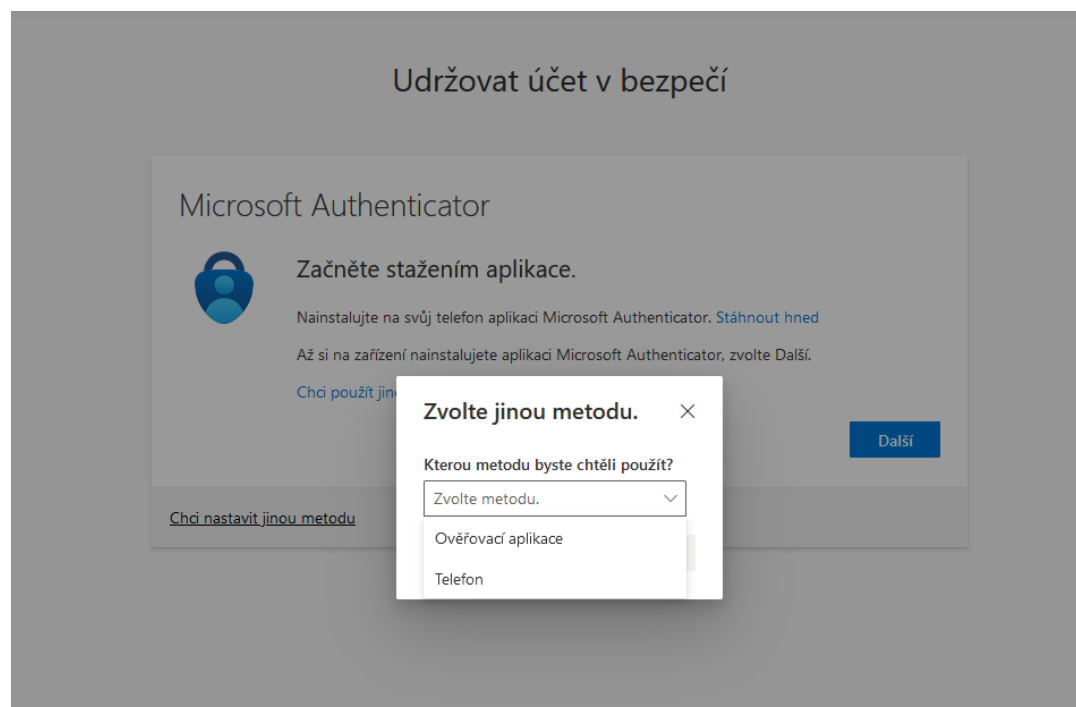 Udržovat účet v bezpečí
Microsoft Authenticator
Začněte stažením aplikace.
Nainstalujte na svůj telefon aplikaci Microsoft Authenticator. Stáhnout hned
Až si na zařízení nainstalujete aplikaci Microsoft Authenticator, zvolte Další.
Chci použít
Zvolte jinou metodu.
Další
Kterou metodu byste chtěli použít?
Zvolte metodu.
Chci nastavit jinou metodu
Ověřovací aplikace
Telefon